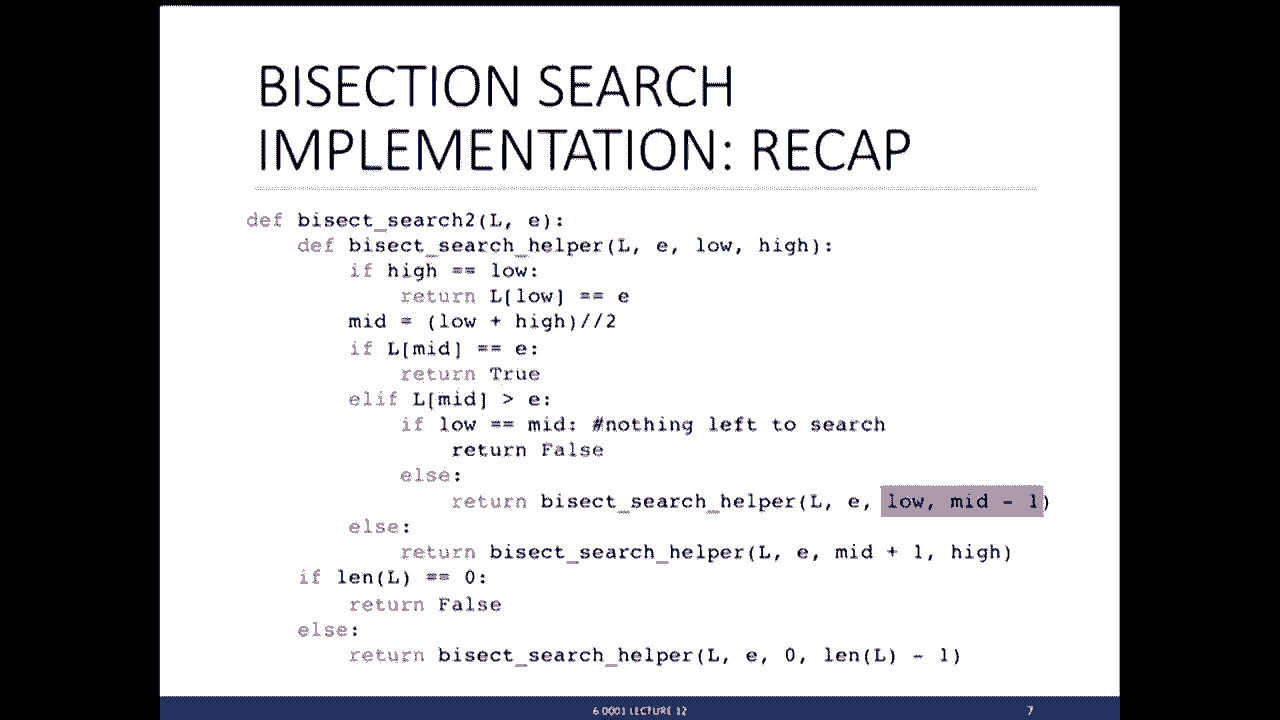 BISECTION SEARCH
IMPLEMENTATION: RECAP
def bisect_search2(L, e):
    def bisect_search_helper(L, e, low, high):
        if high == low:
            return L[low] == e
        mid = (low + high)//2
        if L[mid] == e:
            return True
        elif L[mid] > e:
            if low == mid: #nothing left to search
                return False
            else:
                return bisect_search_helper(L, e, low, mid - 1)
        else:
            return bisect_search_helper(L, e, mid + 1, high)
    if len(L) == 0:
        return False
    else:
        return bisect_search_helper(L, e, 0, len(L) - 1)
6.0001 LECTURE 12
7